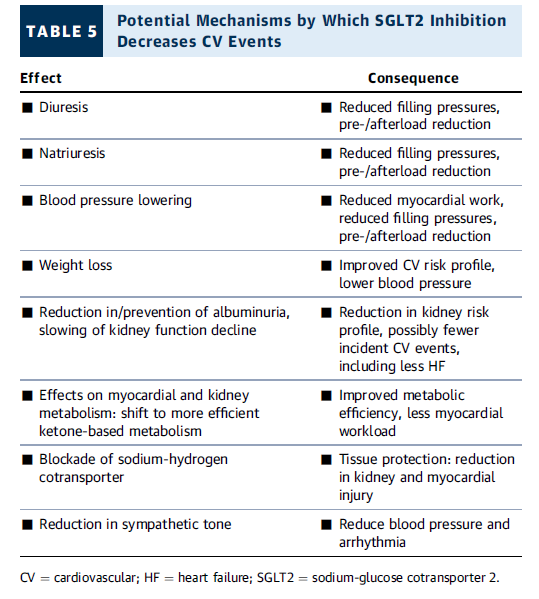 TABLE 5
Potential Mechanisms by Which SGLT2 Inhibition
Decreases CV Events
Effect
Consequence
■ Diuresis
■ Reduced filling pressures,
pre-/afterload reduction
■ Natriuresis
■ Reduced filling pressures,
pre-/afterload reduction
■ Blood pressure lowering
■ Reduced myocardial work,
reduced filling pressures,
pre-/afterload reduction
■ Weight loss
■ Improved CV risk profile,
lower blood pressure
■ Reduction in/prevention of albuminuria,
slowing of kidney function decline
■ Reduction in kidney risk
profile, possibly fewer
incident CV events,
including less HF
■ Effects on myocardial and kidney
metabolism: shift to more efficient
ketone-based metabolism
■ Improved metabolic
efficiency, less myocardial
workload
■ Blockade of sodium-hydrogen
cotransporter
■ Tissue protection: reduction
in kidney and myocardial
injury
■ Reduction in sympathetic tone
■ Reduce blood pressure and
arrhythmia
CV = cardiovascular; HF = heart failure; SGLT2 = sodium-glucose cotransporter 2.